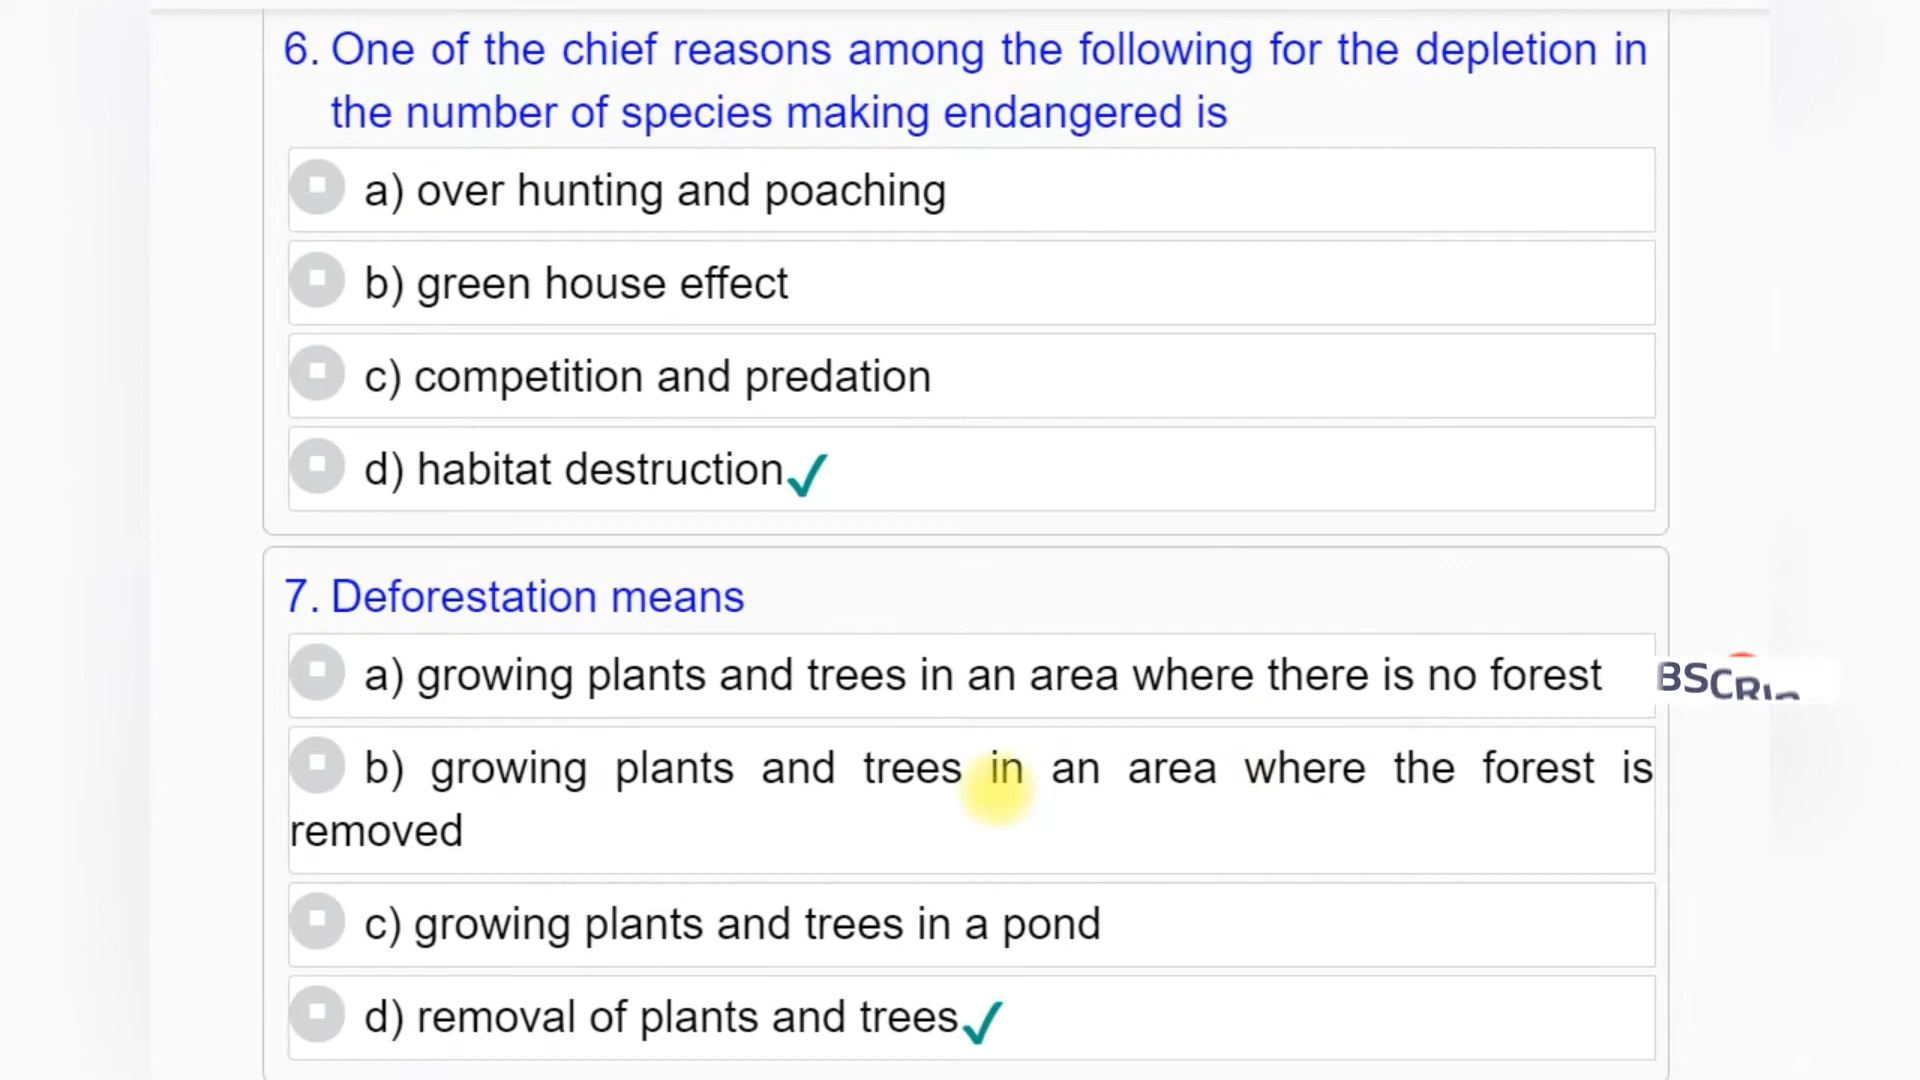 6. One of the chief reasons among the following for the depletion in
the number of species making endangered is
a) over hunting and poaching
b) green house effect
c) competition and predation
d) habitat destruction
7. Deforestation means
a) growing plants and trees in an area where there is no forest
b) growing plants and trees in an area where the forest is
removed
c) growing plants and trees in a pond
d) removal of plants and trees